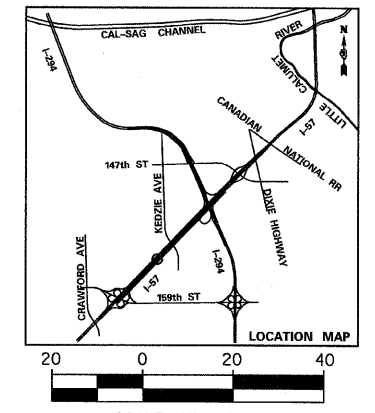 CAL-SAG CHANNEL
I-294
N
RIVER
CALUMET
LITTLE
CANADIAN
NATIONAL RR
I-57
147th ST
KEDZIE AVE
DIXIE HIGHWAY
I-294
CRAWFORD AVE
I-57
159th ST
LOCATION MAP
20 0 20 40